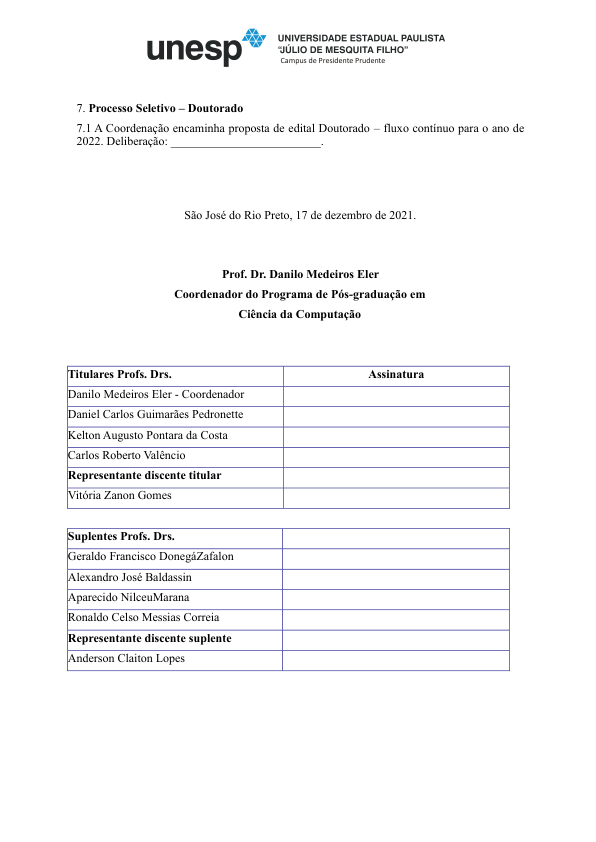 unesp
UNIVERSIDADE ESTADUAL PAULISTA
"JÚLIO DE MESQUITA FILHO"
Campus de Presidente Prudente
7. Processo Seletivo – Doutorado
7.1 A Coordenação encaminha proposta de edital Doutorado – fluxo contínuo para o ano de
2022. Deliberação: _________________________.
São José do Rio Preto, 17 de dezembro de 2021.
Prof. Dr. Danilo Medeiros Eler
Coordenador do Programa de Pós-graduação em
Ciência da Computação
Titulares Profs. Drs. Assinatura
Danilo Medeiros Eler - Coordenador
Daniel Carlos Guimarães Pedronette
Kelton Augusto Pontara da Costa
Carlos Roberto Valêncio
Representante discente titular
Vitória Zanon Gomes
Suplentes Profs. Drs.
Geraldo Francisco DonegáZafalon
Alexandro José Baldassin
Aparecido NilceuMarana
Ronaldo Celso Messias Correia
Representante discente suplente
Anderson Claiton Lopes